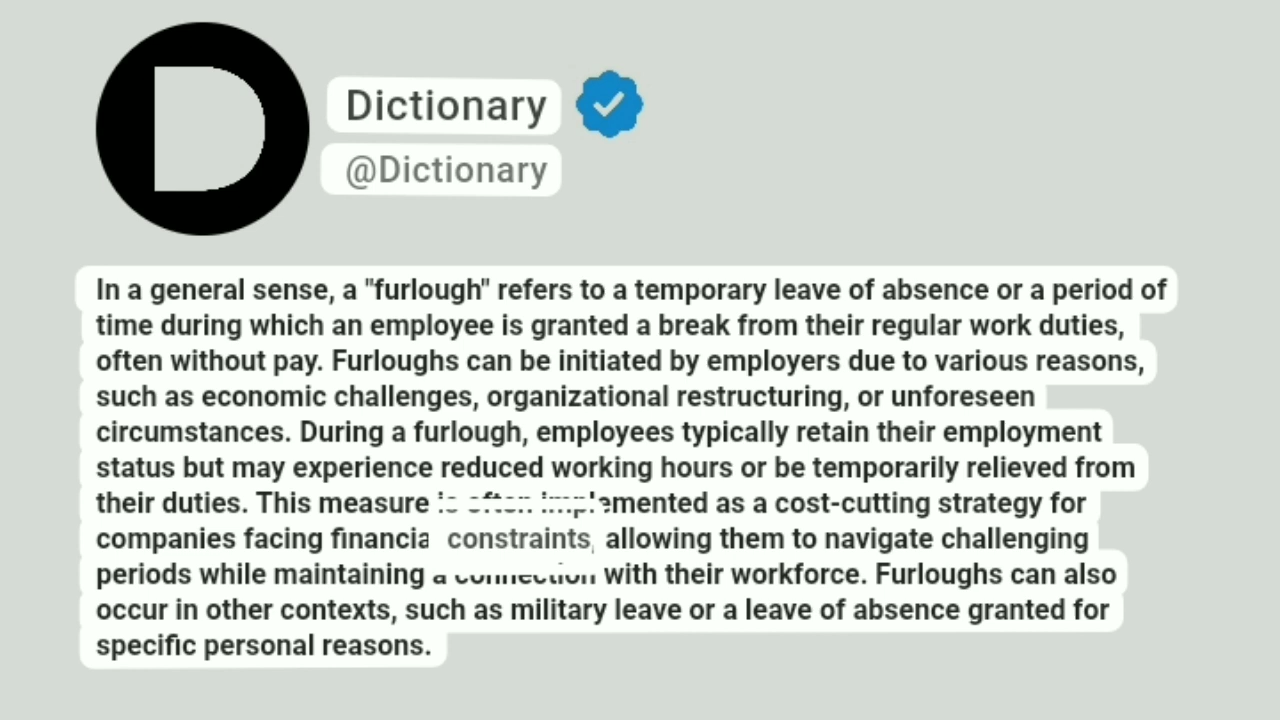 D
Dictionary
@Dictionary
In a general sense, a "furlough" refers to a temporary leave of absence or a period of
time during which an employee is granted a break from their regular work duties,
often without pay. Furloughs can be initiated by employers due to various reasons,
such as economic challenges, organizational restructuring, or unforeseen
circumstances. During a furlough, employees typically retain their employment
status but may experience reduced working hours or be temporarily relieved from
their duties. This measure is often implemented as a cost-cutting strategy for
companies facing financia constraints, allowing them to navigate challenging
periods while maintaining a connection with their workforce. Furloughs can also
occur in other contexts, such as military leave or a leave of absence granted for
specific personal reasons.